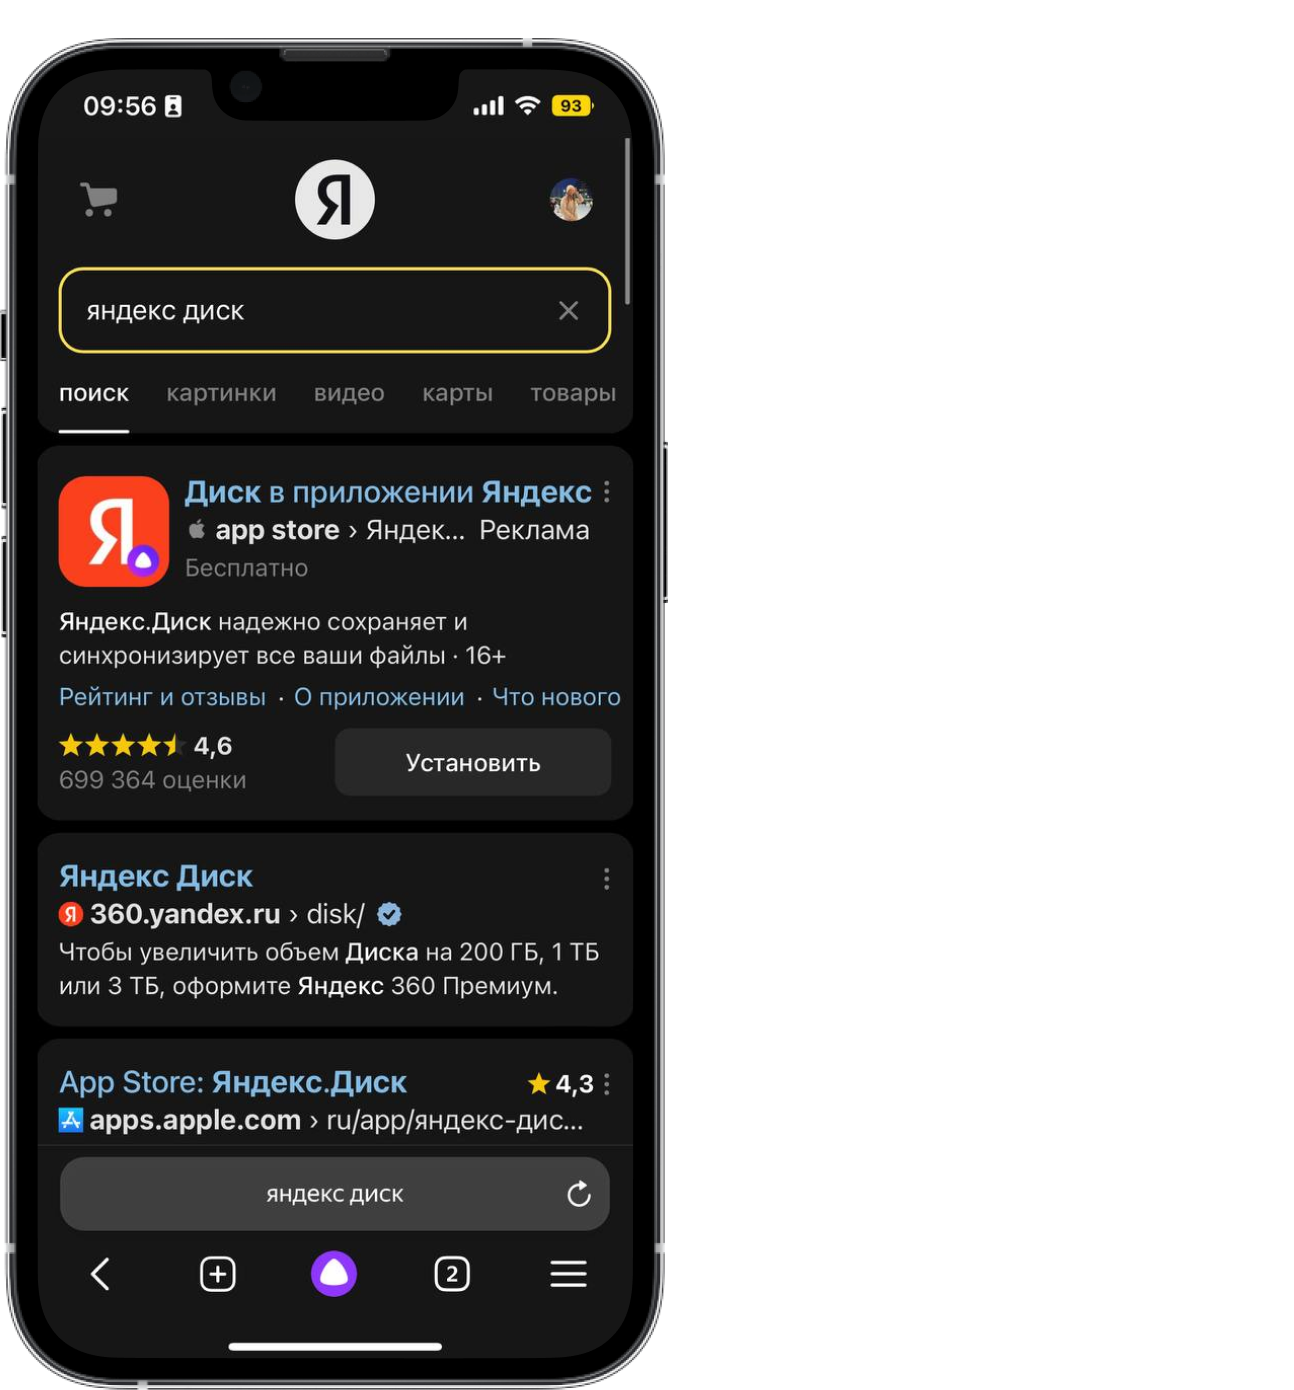 09:56
93
Я
яндекс диск
поиск картинки видео карты товары
Я
Диск в приложении Яндекс
app store › Яндек... Реклама
Бесплатно
Яндекс.Диск надежно сохраняет и
синхронизирует все ваши файлы · 16+
Рейтинг и отзывы · О приложении · Что нового
4,6
699 364 оценки
Установить
Яндекс Диск
Я 360.yandex.ru › disk/
Чтобы увеличить объем Диска на 200 ГБ, 1 ТБ
или 3 ТБ, оформите Яндекс 360 Премиум.
App Store: Яндекс.Диск 4,3
apps.apple.com › ru/app/яндекс-дис...
яндекс диск
2